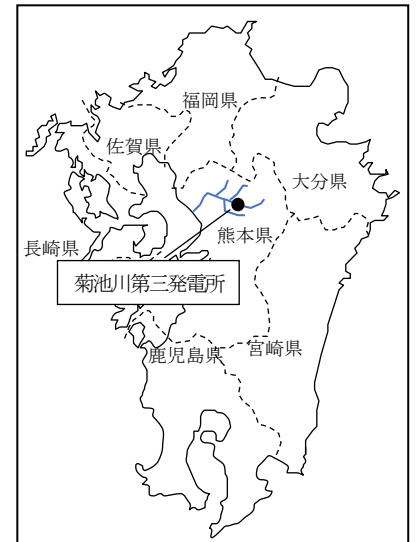 福岡県
佐賀県
大分県
長崎県
熊本県
菊池川第三発電所
鹿児島県
宮崎県